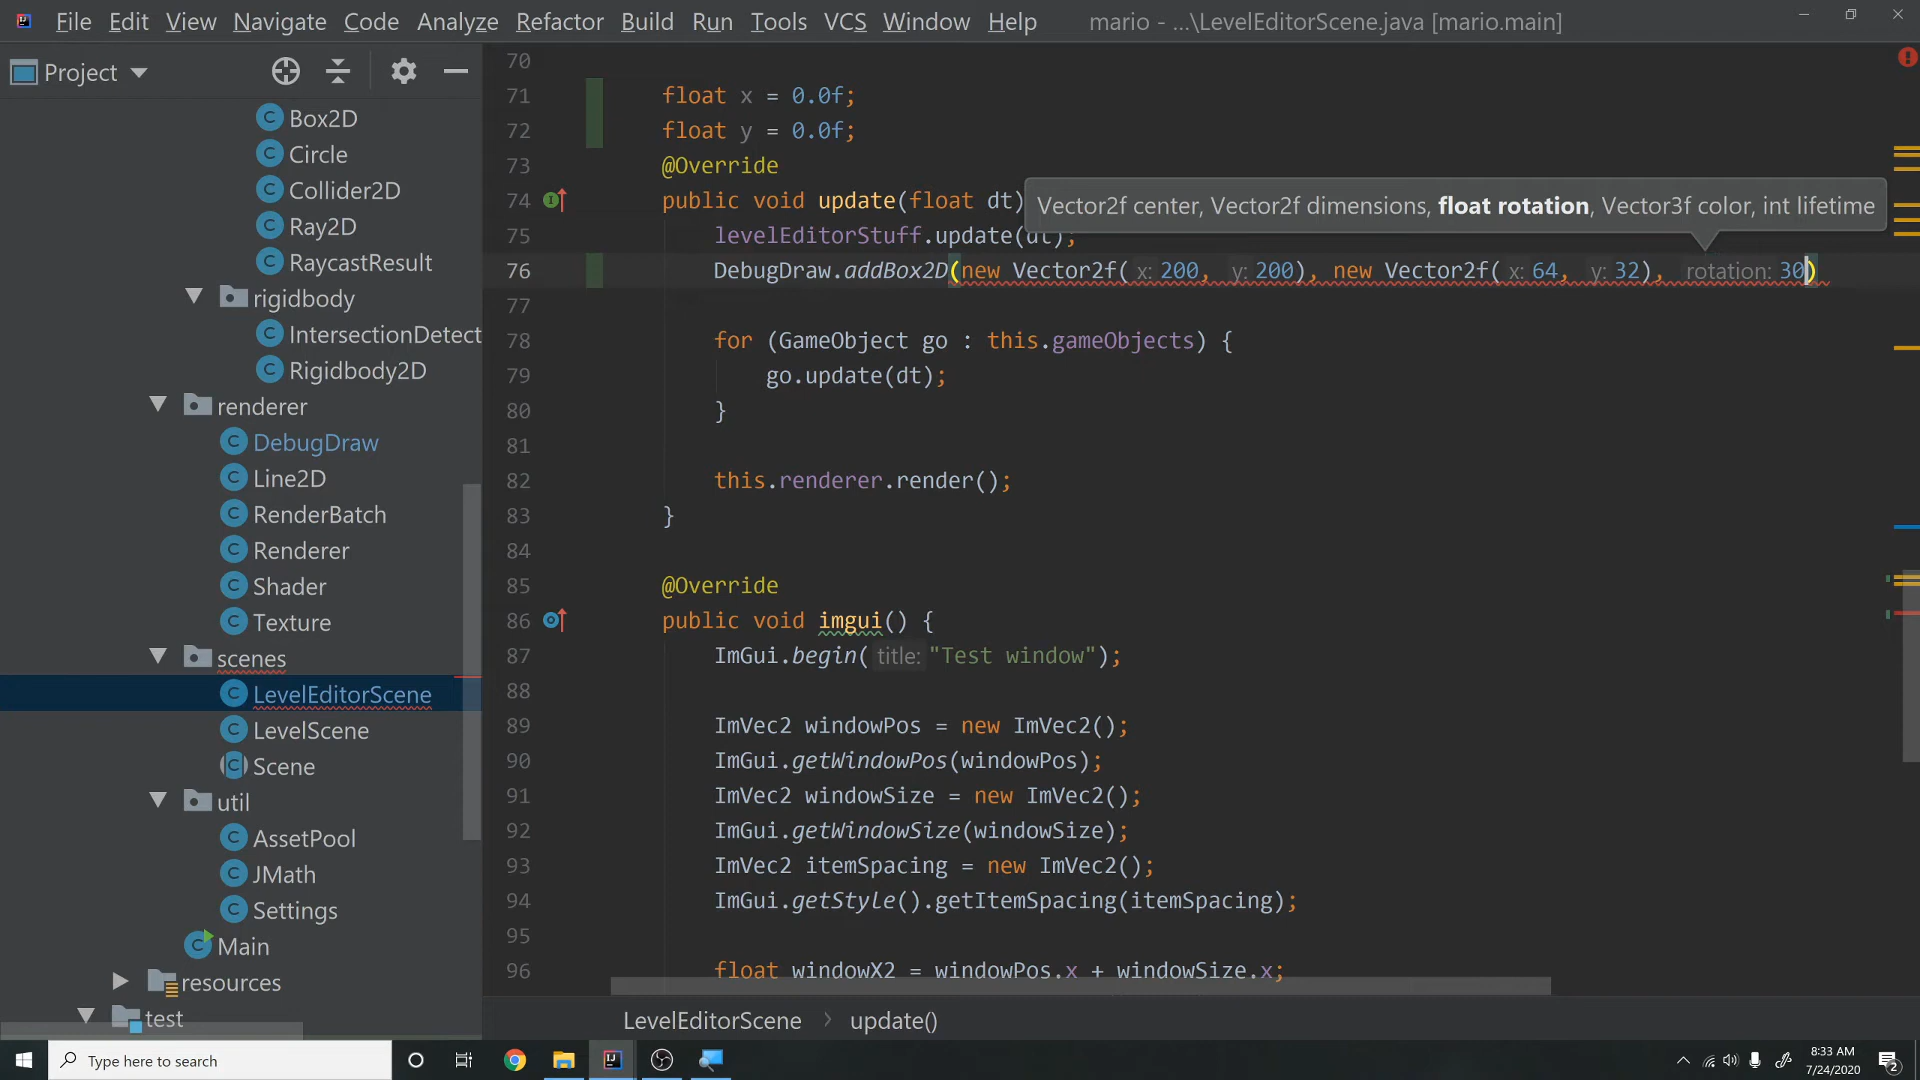 File Edit View Navigate Code Analyze Refactor Build Run Tools VCS Window Help mario - ...\LevelEditorScene.java [mario.main]
Project
Box2D
Circle
Collider2D
Ray2D
RaycastResult
rigidbody
IntersectionDetect
Rigidbody2D
renderer
DebugDraw
Line2D
RenderBatch
Renderer
Shader
Texture
scenes
LevelEditorScene
LevelScene
Scene
util
AssetPool
JMath
Settings
Main
resources
test
70
71 float x = 0.0f;
72 float y = 0.0f;
73 @Override
74 public void update(float dt)
Vector2f center, Vector2f dimensions, float rotation, Vector3f color, int lifetime
75 levelEditorStuff.update(dt);
76 DebugDraw.addBox2D(new Vector2f( x: 200, y: 200), new Vector2f( x: 64, y: 32), rotation: 30)
77
78 for (GameObject go : this.gameObjects) {
79 go.update(dt);
80 }
81
82 this.renderer.render();
83 }
84
85 @Override
86 public void imgui() {
87 ImGui.begin( title: "Test window");
88
89 ImVec2 windowPos = new ImVec2();
90 ImGui.getWindowPos(windowPos);
91 ImVec2 windowSize = new ImVec2();
92 ImGui.getWindowSize(windowSize);
93 ImVec2 itemSpacing = new ImVec2();
94 ImGui.getStyle().getItemSpacing(itemSpacing);
95
96 float windowX2 = windowPos.x + windowSize.x;
LevelEditorScene › update()
Type here to search
8:33 AM
7/24/2020
2